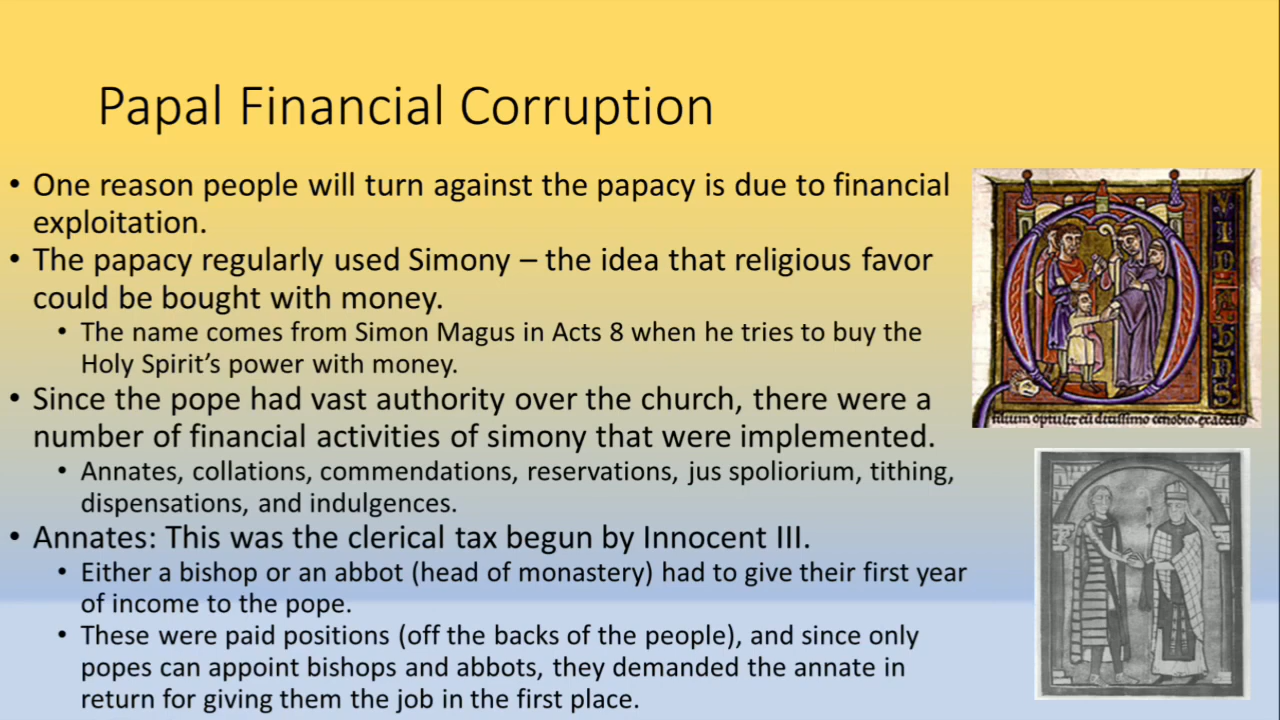 Papal Financial Corruption
• One reason people will turn against the papacy is due to financial
exploitation.
• The papacy regularly used Simony – the idea that religious favor
could be bought with money.
• The name comes from Simon Magus in Acts 8 when he tries to buy the
Holy Spirit’s power with money.
• Since the pope had vast authority over the church, there were a
number of financial activities of simony that were implemented.
• Annates, collations, commendations, reservations, jus spoliorium, tithing,
dispensations, and indulgences.
• Annates: This was the clerical tax begun by Innocent III.
• Either a bishop or an abbot (head of monastery) had to give their first year
of income to the pope.
• These were paid positions (off the backs of the people), and since only
popes can appoint bishops and abbots, they demanded the annate in
return for giving them the job in the first place.